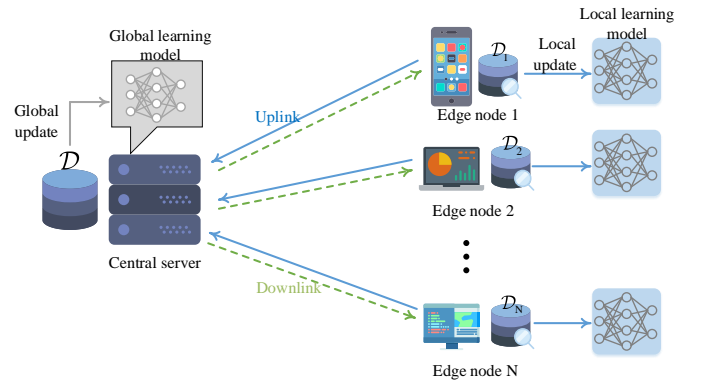 Global learning
model
Global
update
𝒟
Central server
Uplink
Downlink
𝒟1
Edge node 1
Local
update
Local learning
model
𝒟2
Edge node 2
𝒟N
Edge node N